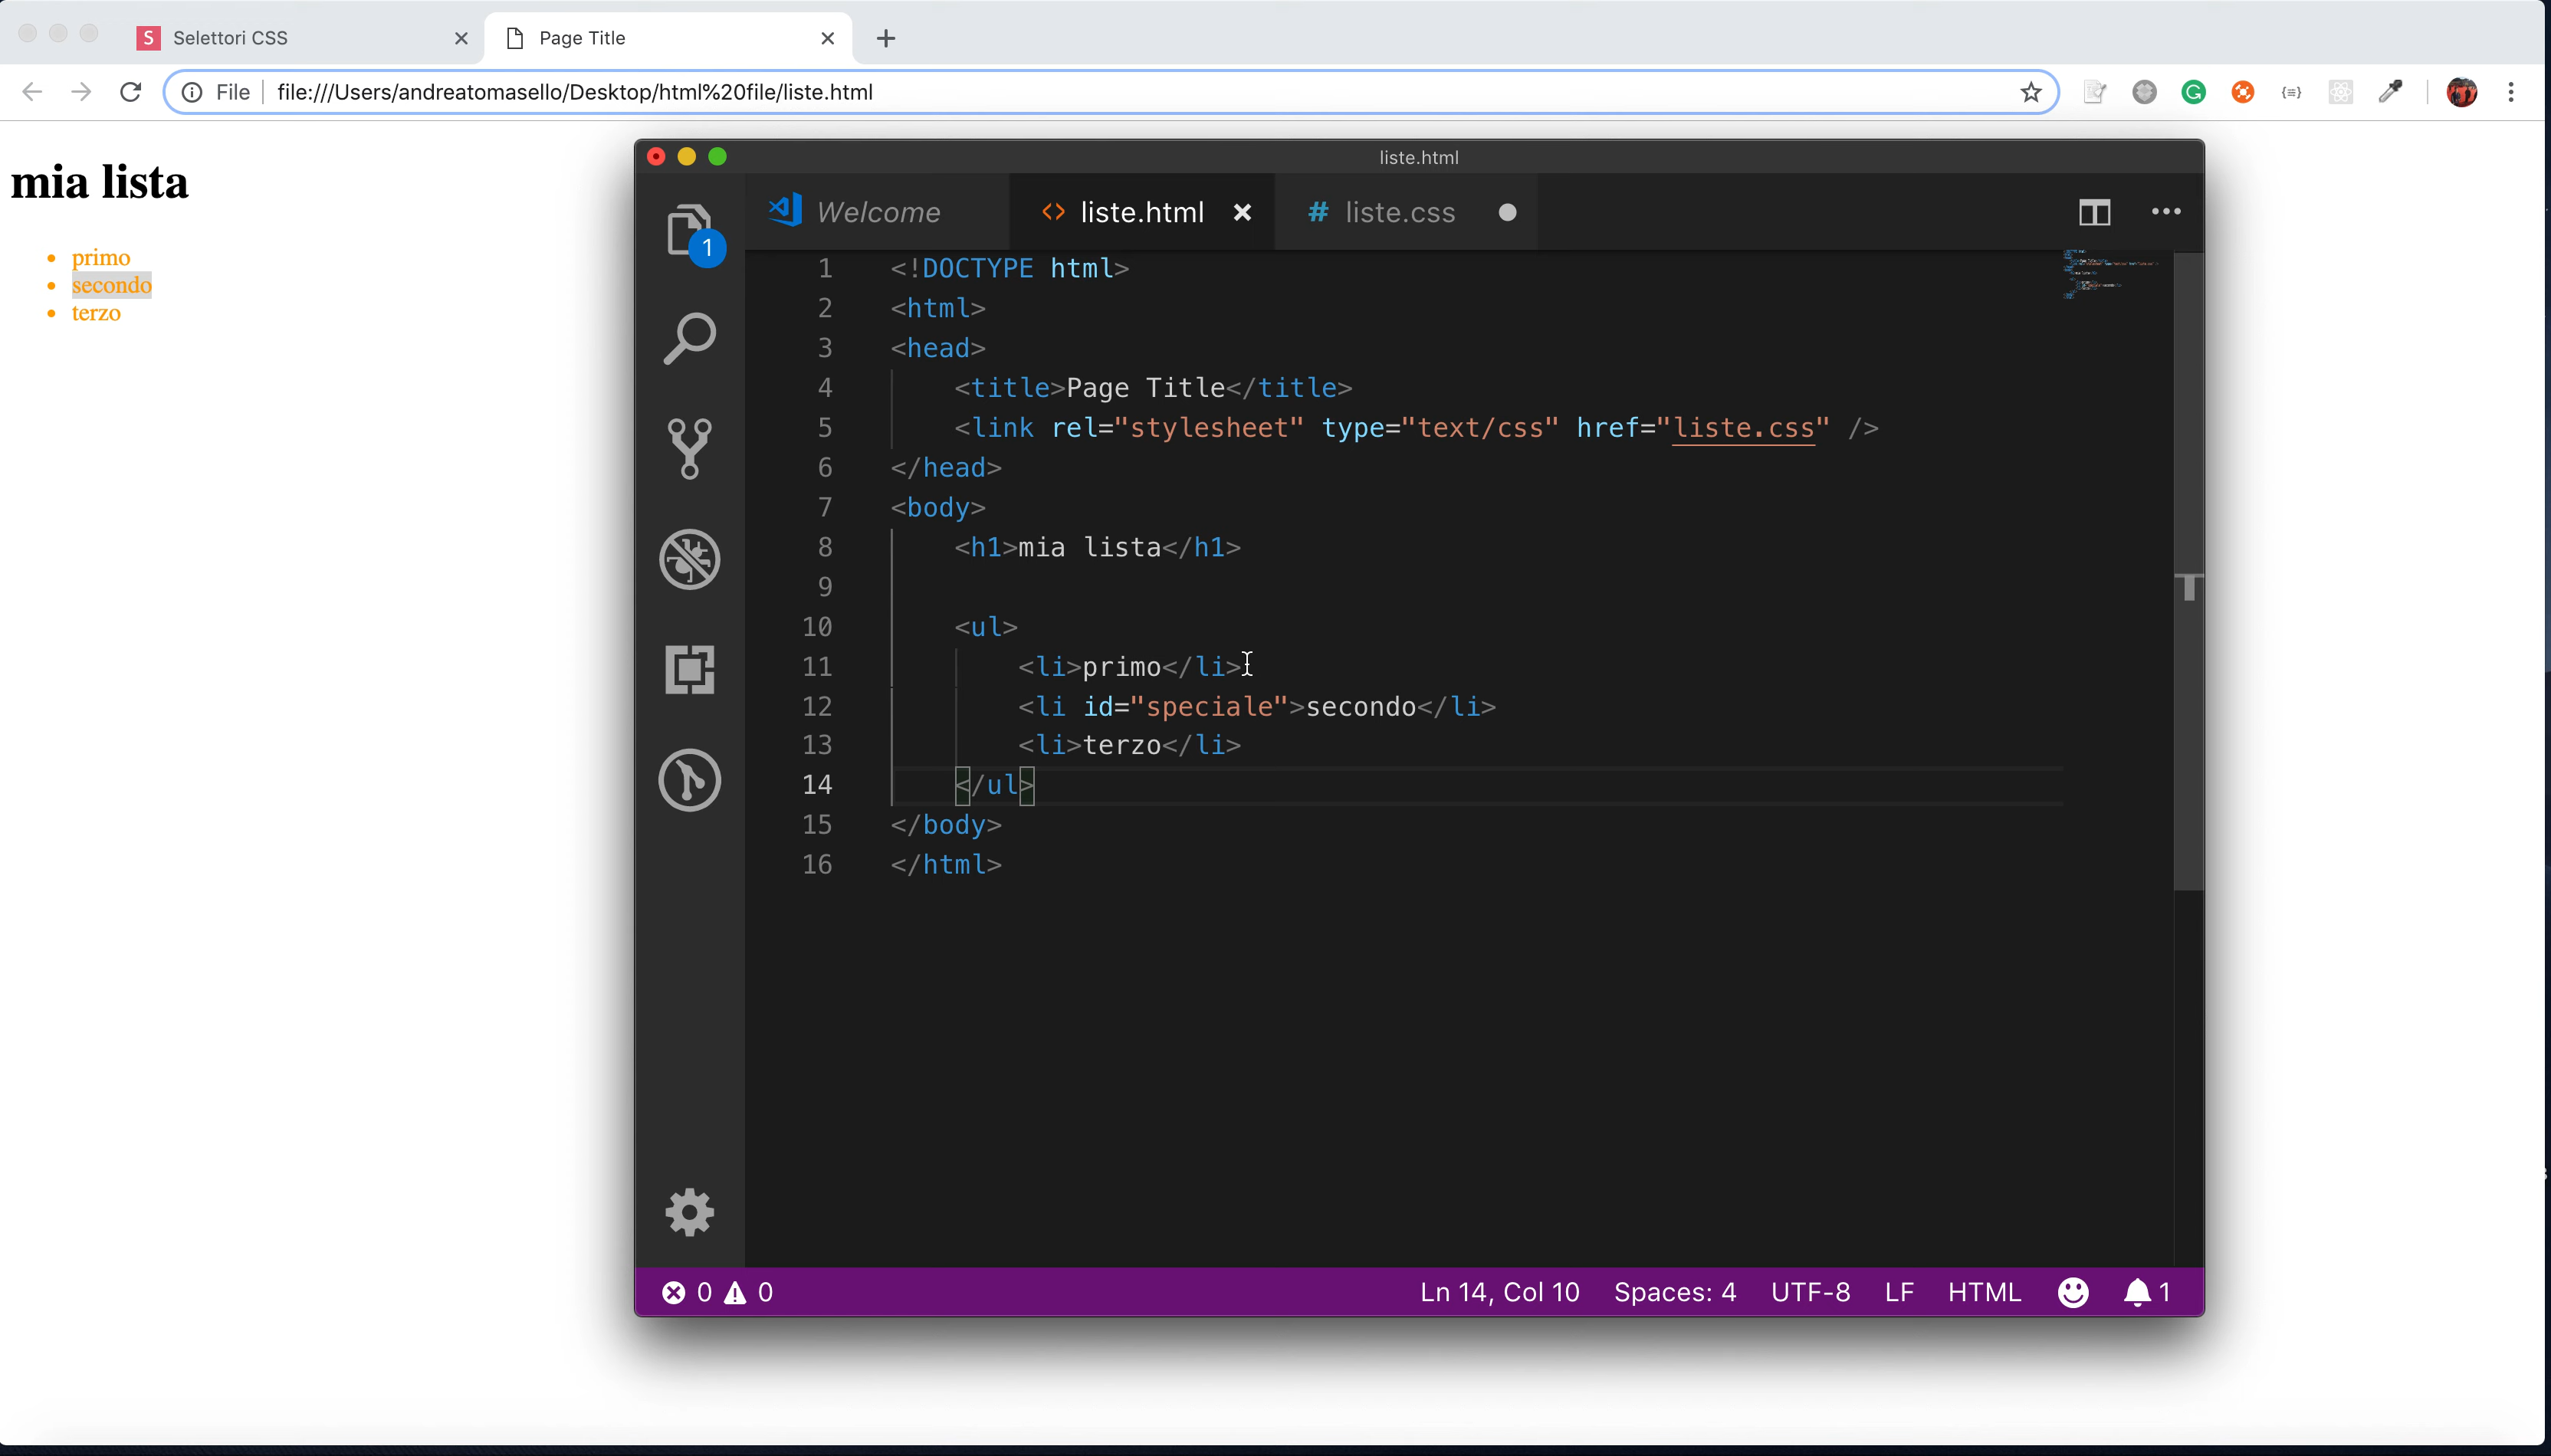 Selettori CSS
Page Title
File
file:///Users/andreatomasello/Desktop/html%20file/liste.html
mia lista
primo
secondo
terzo
liste.html
1
Welcome
liste.html
liste.css
1 <!DOCTYPE html>
2 <html>
3 <head>
4 <title>Page Title</title>
5 <link rel="stylesheet" type="text/css" href="liste.css" />
6 </head>
7 <body>
8 <h1>mia lista</h1>
9
10 <ul>
11 <li>primo</li>
12 <li id="speciale">secondo</li>
13 <li>terzo</li>
14 </ul>
15 </body>
16 </html>
0 0 Ln 14, Col 10 Spaces: 4 UTF-8 LF HTML 1